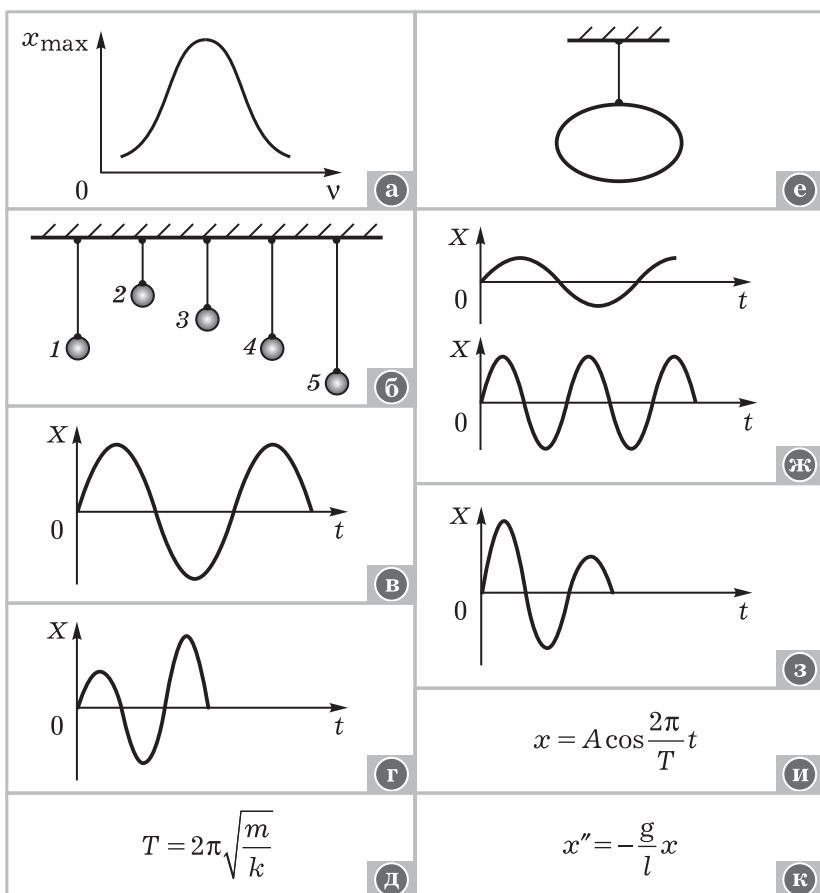 x_max
0
ν
а
1
2
3
4
5
б
X
0
t
в
X
0
t
г
T = 2π√(m/k)
д
е
X
0
t
X
0
t
ж
X
0
t
з
x = A cos (2π/T) t
и
x″ = −(g/l) x
к